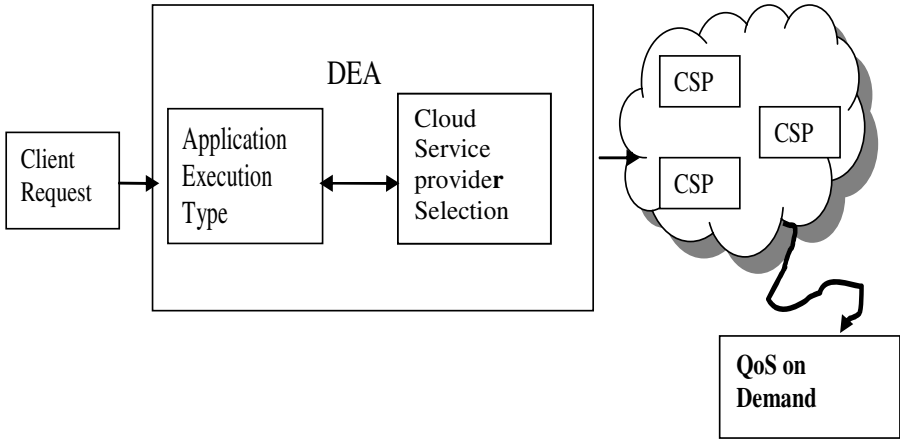 DEA
Client
Request
Application
Execution
Type
Cloud
Service
provider
Selection
CSP
CSP
CSP
QoS on
Demand